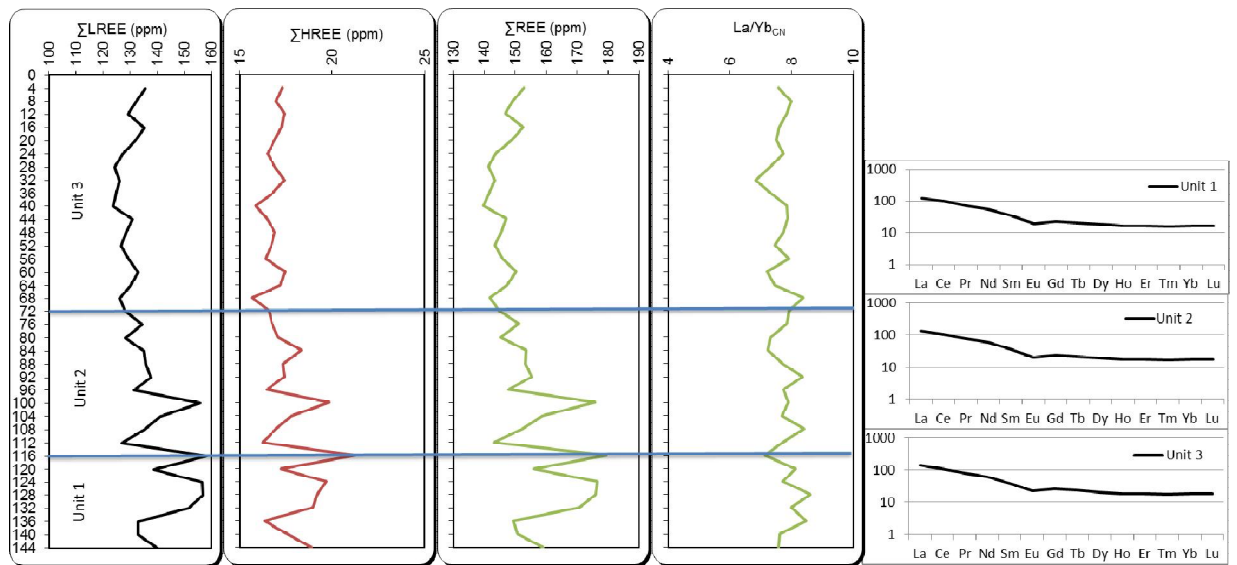 ∑LREE (ppm)
100 110 120 130 140 150 160
∑HREE (ppm)
15 20 25
∑REE (ppm)
130 140 150 160 170 180 190
La/Yb CN
4 6 8 10
0
4
8
12
16
20
24
28
32
36
40
44
48
52
56
60
64
68
72
76
80
84
88
92
96
100
104
108
112
116
120
124
128
132
136
140
144
Unit 3
Unit 2
Unit 1
Unit 1
1000
100
10
1
La Ce Pr Nd Sm Eu Gd Tb Dy Ho Er Tm Yb Lu
Unit 2
1000
100
10
1
La Ce Pr Nd Sm Eu Gd Tb Dy Ho Er Tm Yb Lu
Unit 3
1000
100
10
1
La Ce Pr Nd Sm Eu Gd Tb Dy Ho Er Tm Yb Lu